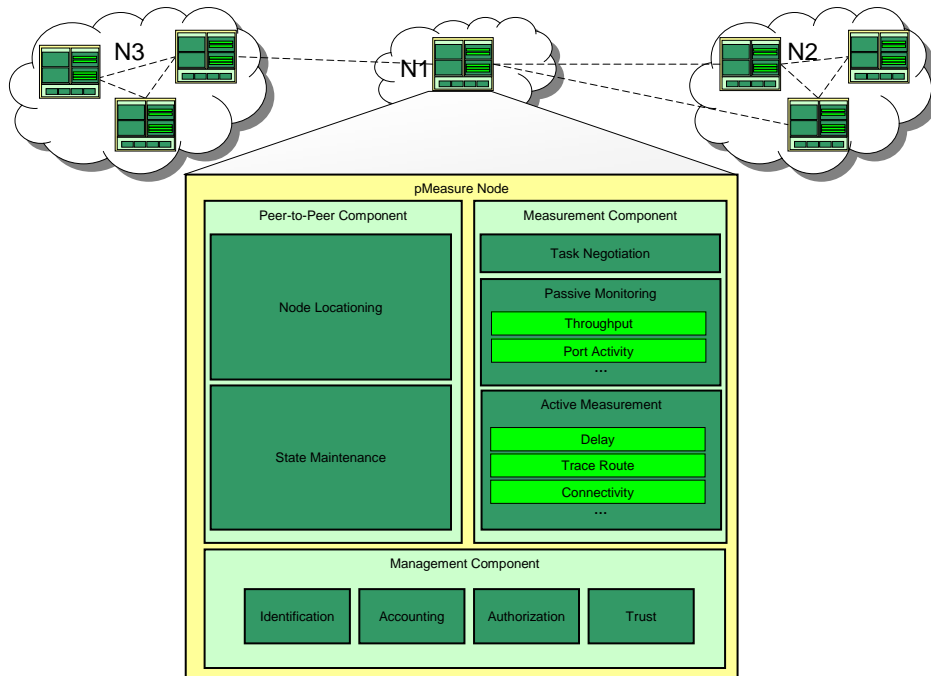 N3
N1
N2
pMeasure Node
Peer-to-Peer Component
Node Locationing
State Maintenance
Measurement Component
Task Negotiation
Passive Monitoring
Throughput
Port Activity
...
Active Measurement
Delay
Trace Route
Connectivity
...
Management Component
Identification
Accounting
Authorization
Trust